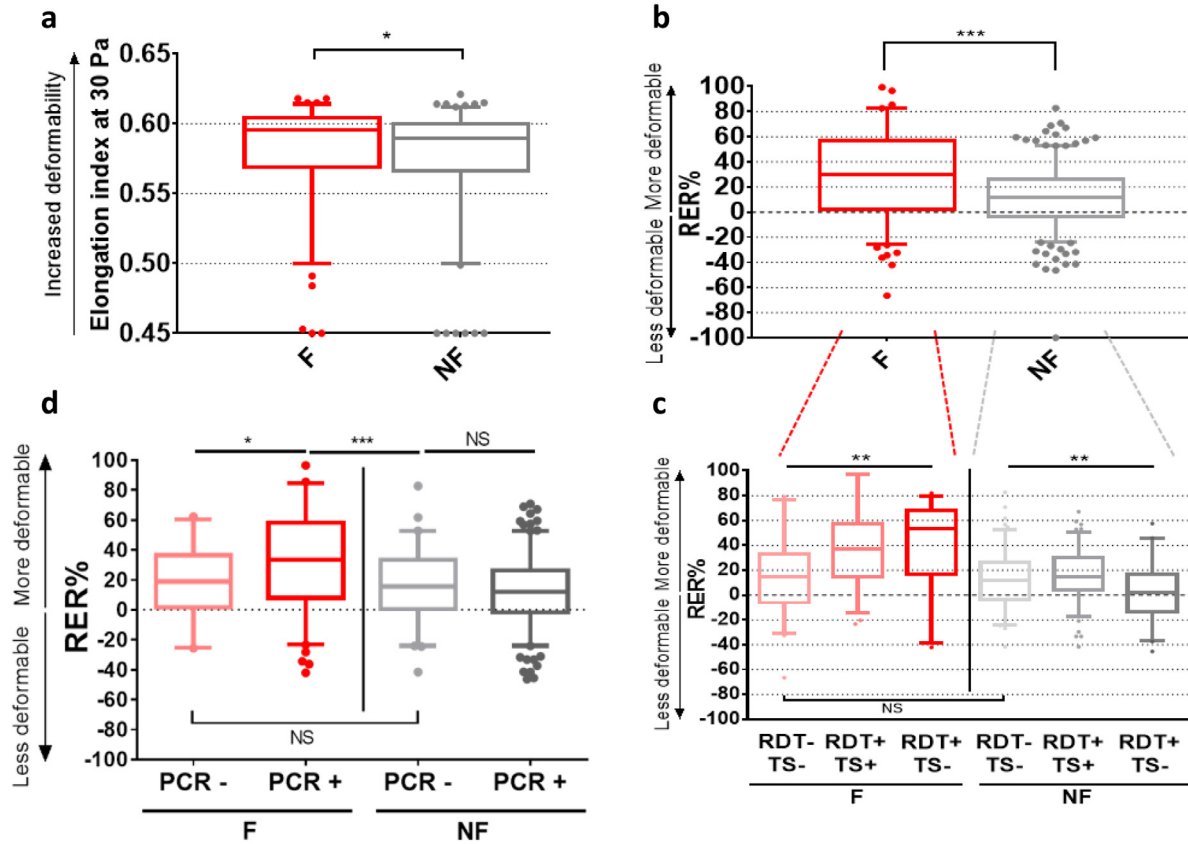 a
*
Increased deformability
Elongation index at 30 Pa
0.65
0.60
0.55
0.50
0.45
F
NF
b
***
Less deformable More deformable
RER%
100
80
60
40
20
0
-20
-40
-60
-80
-100
F
NF
d
*
***
NS
Less deformable More deformable
RER%
100
80
60
40
20
0
-20
-40
-60
-80
-100
NS
PCR -
PCR +
PCR -
PCR +
F
NF
c
**
**
Less deformable More deformable
RER%
100
80
60
40
20
0
-20
-40
-60
-80
-100
NS
RDT- RDT+ RDT+ RDT- RDT+ RDT+
TS- TS+ TS- TS- TS+ TS-
F
NF